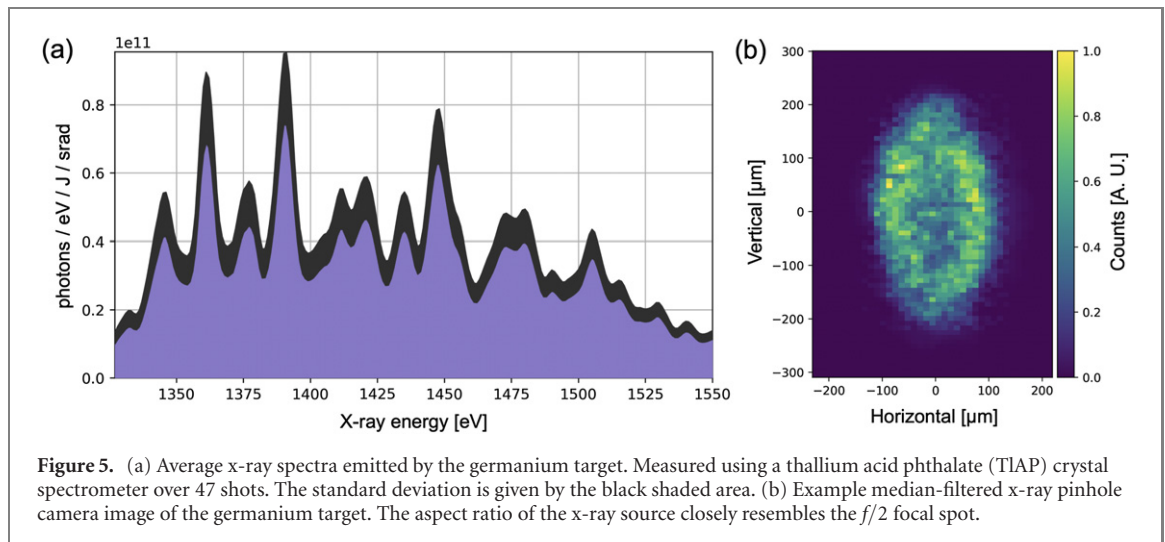 (a)
1e11
photons / eV / J / srad
0.8
0.6
0.4
0.2
0.0
1350 1375 1400 1425 1450 1475 1500 1525 1550
X-ray energy [eV]
(b)
Vertical [µm]
300
200
100
0
−100
−200
−300
−200 −100 0 100 200
Horizontal [µm]
1.0
0.8
0.6
0.4
0.2
0.0
Counts [A. U.]
Figure 5. (a) Average x-ray spectra emitted by the germanium target. Measured using a thallium acid phthalate (TlAP) crystal
spectrometer over 47 shots. The standard deviation is given by the black shaded area. (b) Example median-filtered x-ray pinhole
camera image of the germanium target. The aspect ratio of the x-ray source closely resembles the f/2 focal spot.